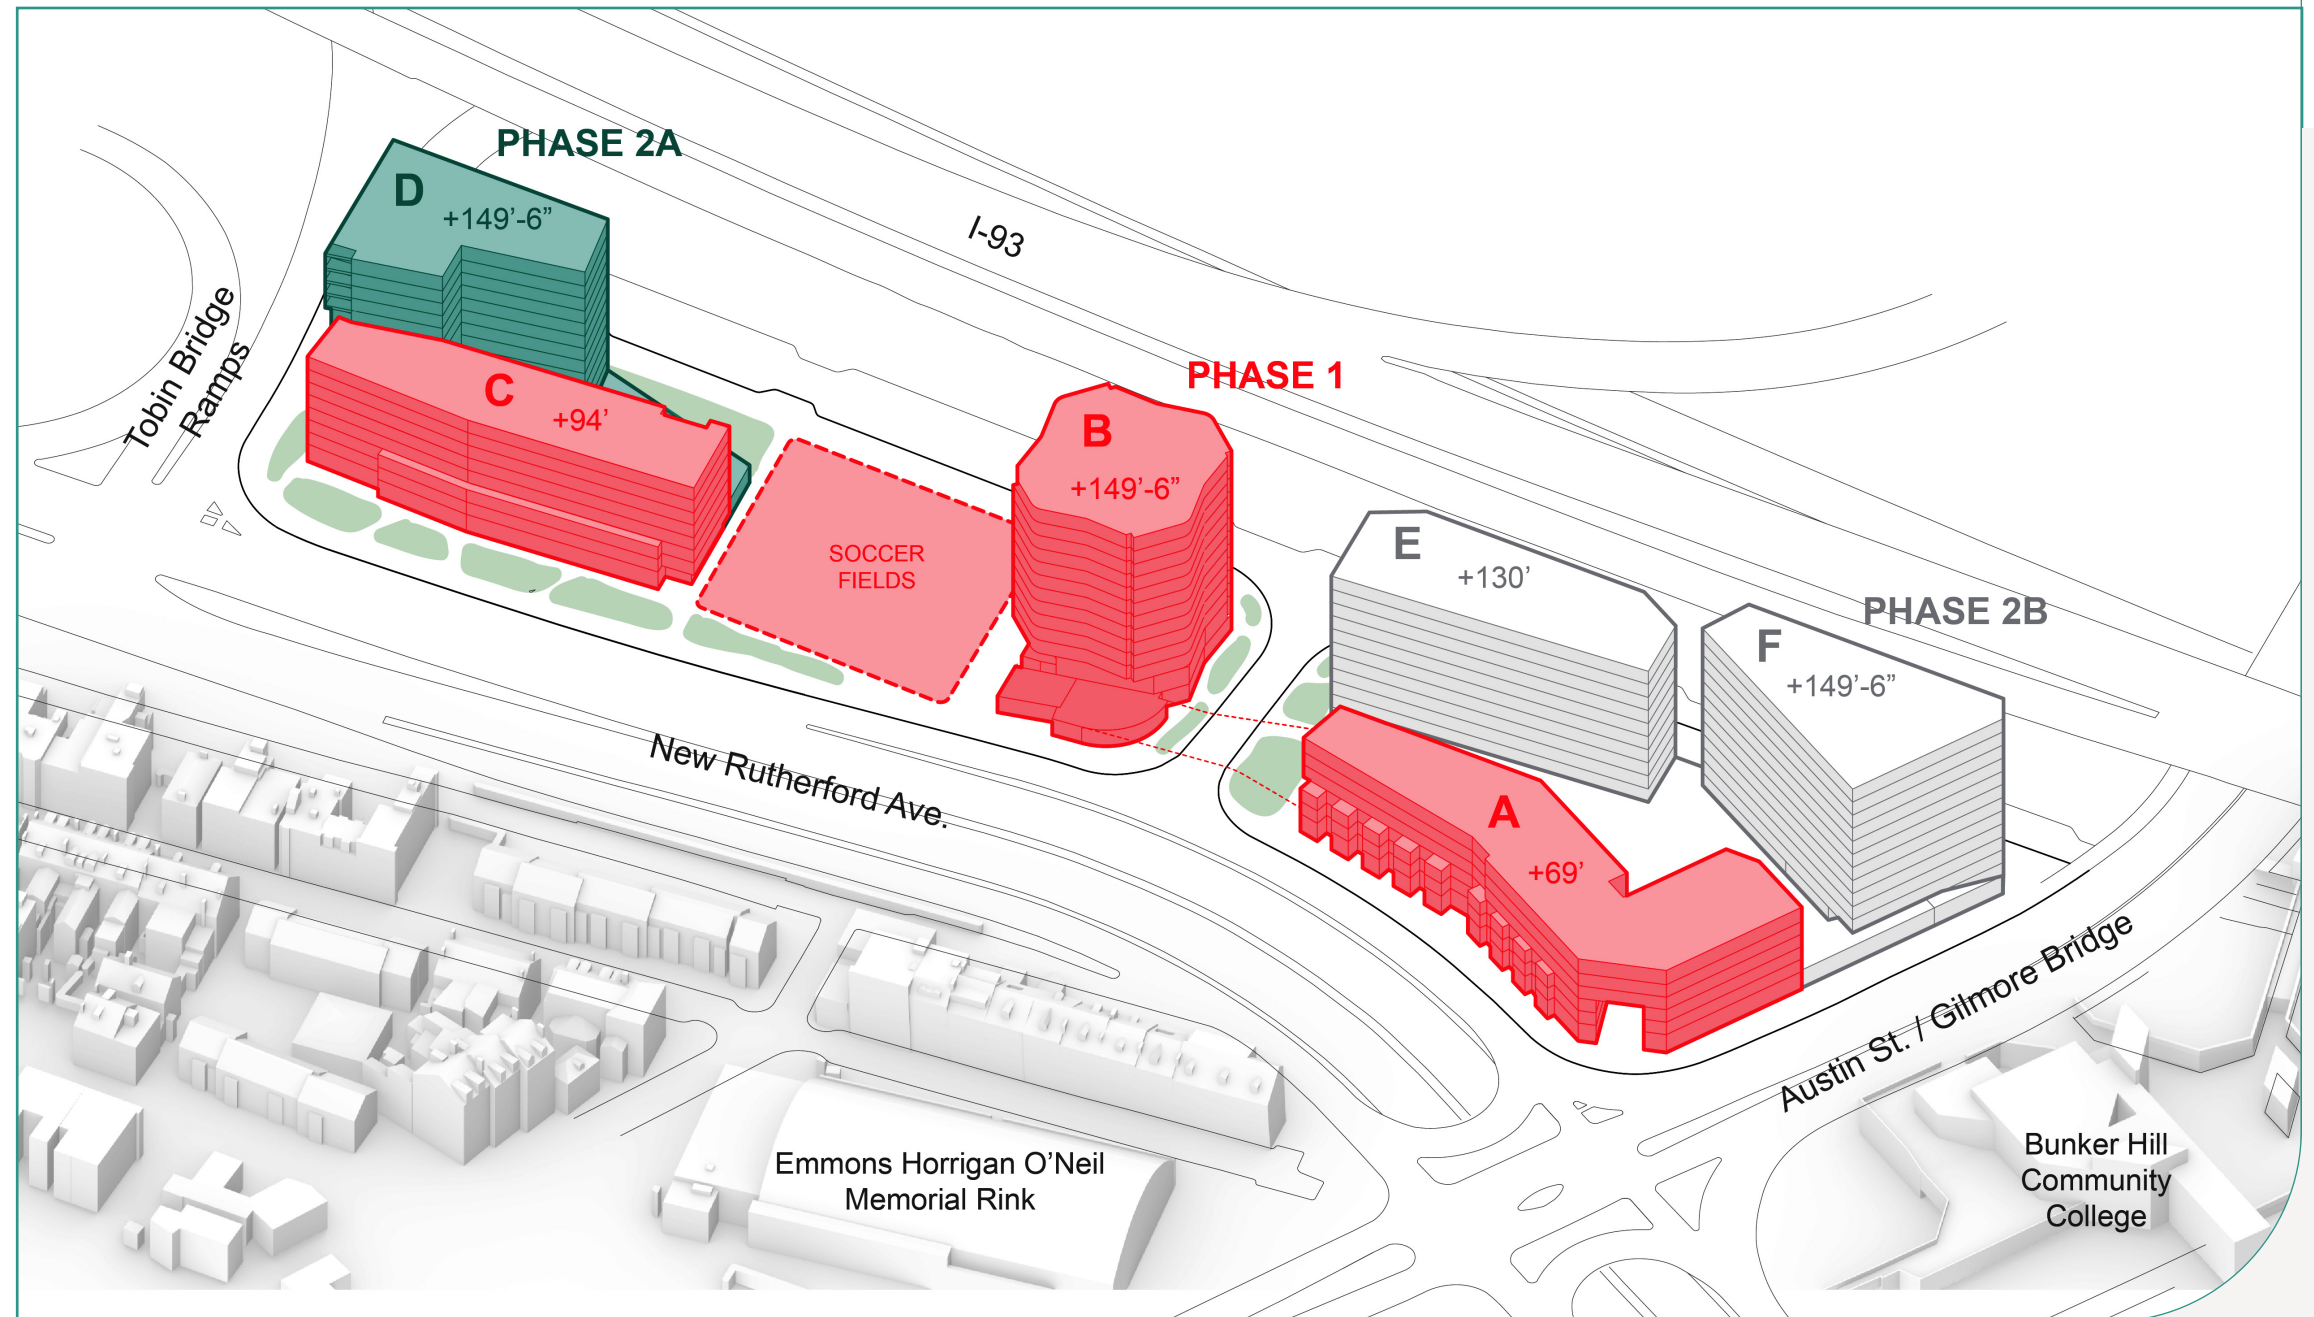 PHASE 2A
D
+149’-6”
I-93
Tobin Bridge
Ramps
C
+94’
PHASE 1
B
+149’-6”
SOCCER
FIELDS
E
+130’
PHASE 2B
F
+149’-6”
New Rutherford Ave.
A
+69’
Austin St. / Gilmore Bridge
Emmons Horrigan O’Neil
Memorial Rink
Bunker Hill
Community
College